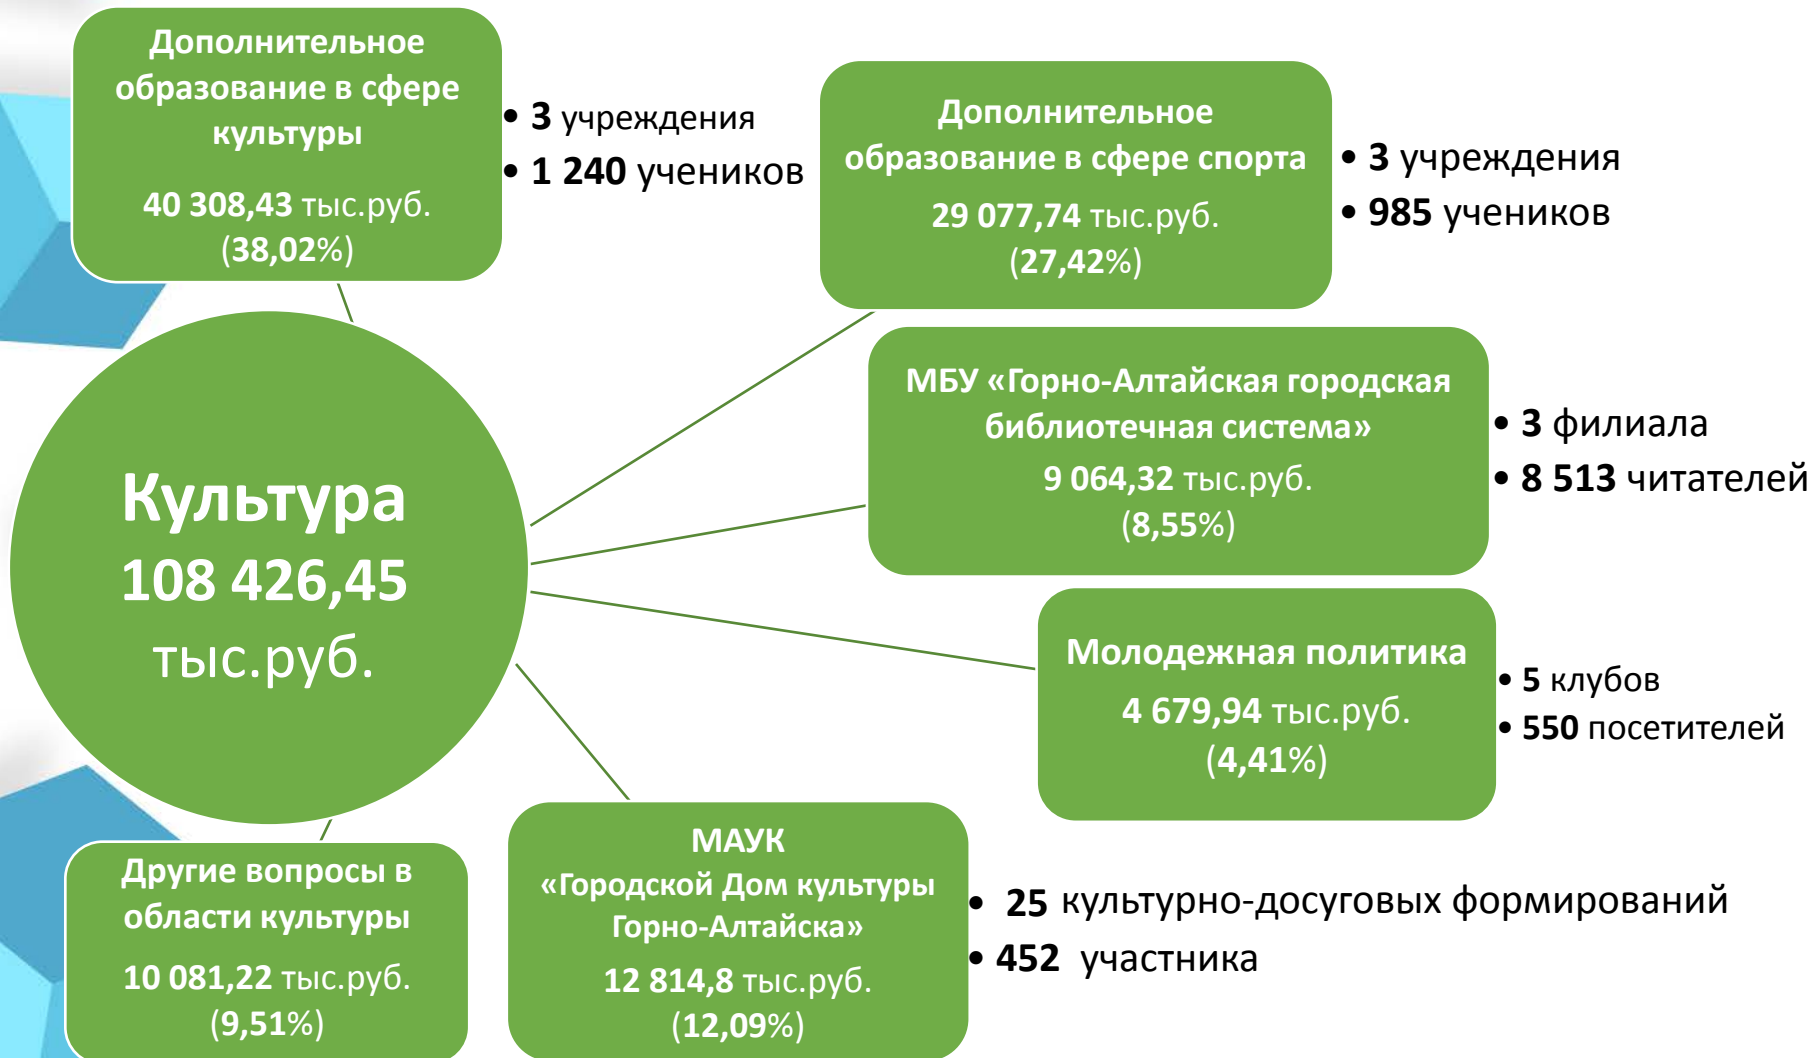 Дополнительное
образование в сфере
культуры
40 308,43 тыс.руб.
(38,02%)
• 3 учреждения
• 1 240 учеников
Дополнительное
образование в сфере спорта
29 077,74 тыс.руб.
(27,42%)
• 3 учреждения
• 985 учеников
МБУ «Горно-Алтайская городская
библиотечная система»
9 064,32 тыс.руб.
(8,55%)
• 3 филиала
• 8 513 читателей
Культура
108 426,45
тыс.руб.
Молодежная политика
4 679,94 тыс.руб.
(4,41%)
• 5 клубов
• 550 посетителей
МАУК
«Городской Дом культуры
Горно-Алтайска»
12 814,8 тыс.руб.
(12,09%)
• 25 культурно-досуговых формирований
• 452 участника
Другие вопросы в
области культуры
10 081,22 тыс.руб.
(9,51%)